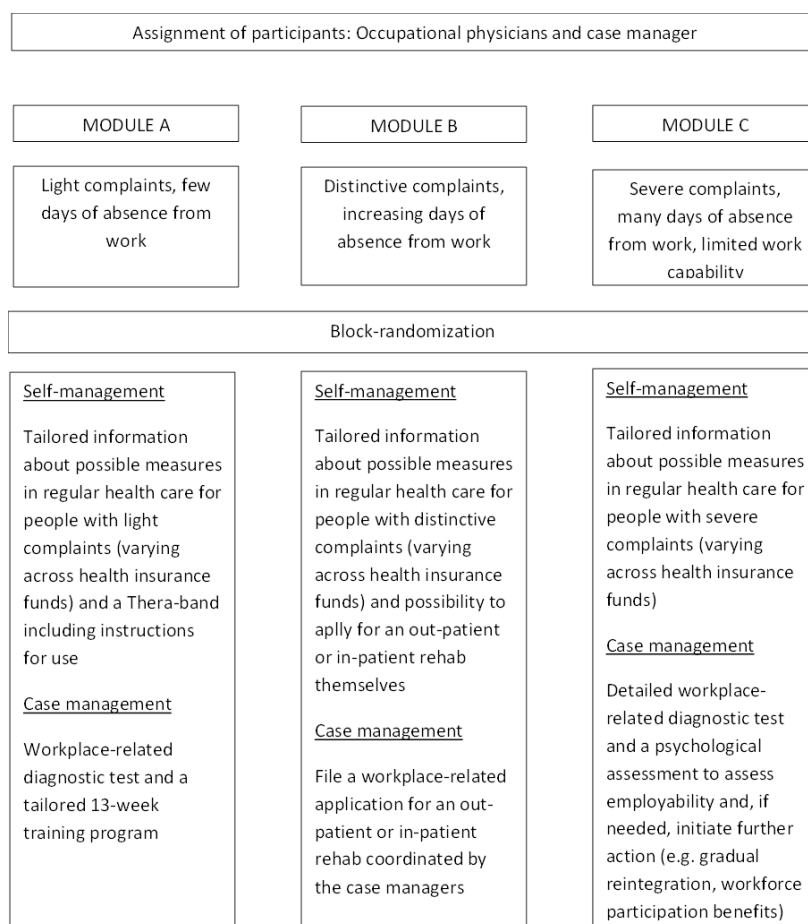 Assignment of participants: Occupational physicians and case manager
MODULE A
MODULE B
MODULE C
Light complaints, few
days of absence from
work
Distinctive complaints,
increasing days of
absence from work
Severe complaints,
many days of absence
from work, limited work
capability
Block-randomization
Self-management
Tailored information
about possible measures
in regular health care for
people with light
complaints (varying
across health insurance
funds) and a Thera-band
including instructions
for use
Case management
Workplace-related
diagnostic test and a
tailored 13-week
training program
Self-management
Tailored information
about possible measures
in regular health care for
people with distinctive
complaints (varying
across health insurance
funds) and possibility to
aplly for an out-patient
or in-patient rehab
themselves
Case management
File a workplace-related
application for an out-
patient or in-patient
rehab coordinated by
the case managers
Self-management
Tailored information
about possible measures
in regular health care for
people with severe
complaints (varying
across health insurance
funds)
Case management
Detailed workplace-
related diagnostic test
and a psychological
assessment to assess
employability and, if
needed, initiate further
action (e.g. gradual
reintegration, workforce
participation benefits)